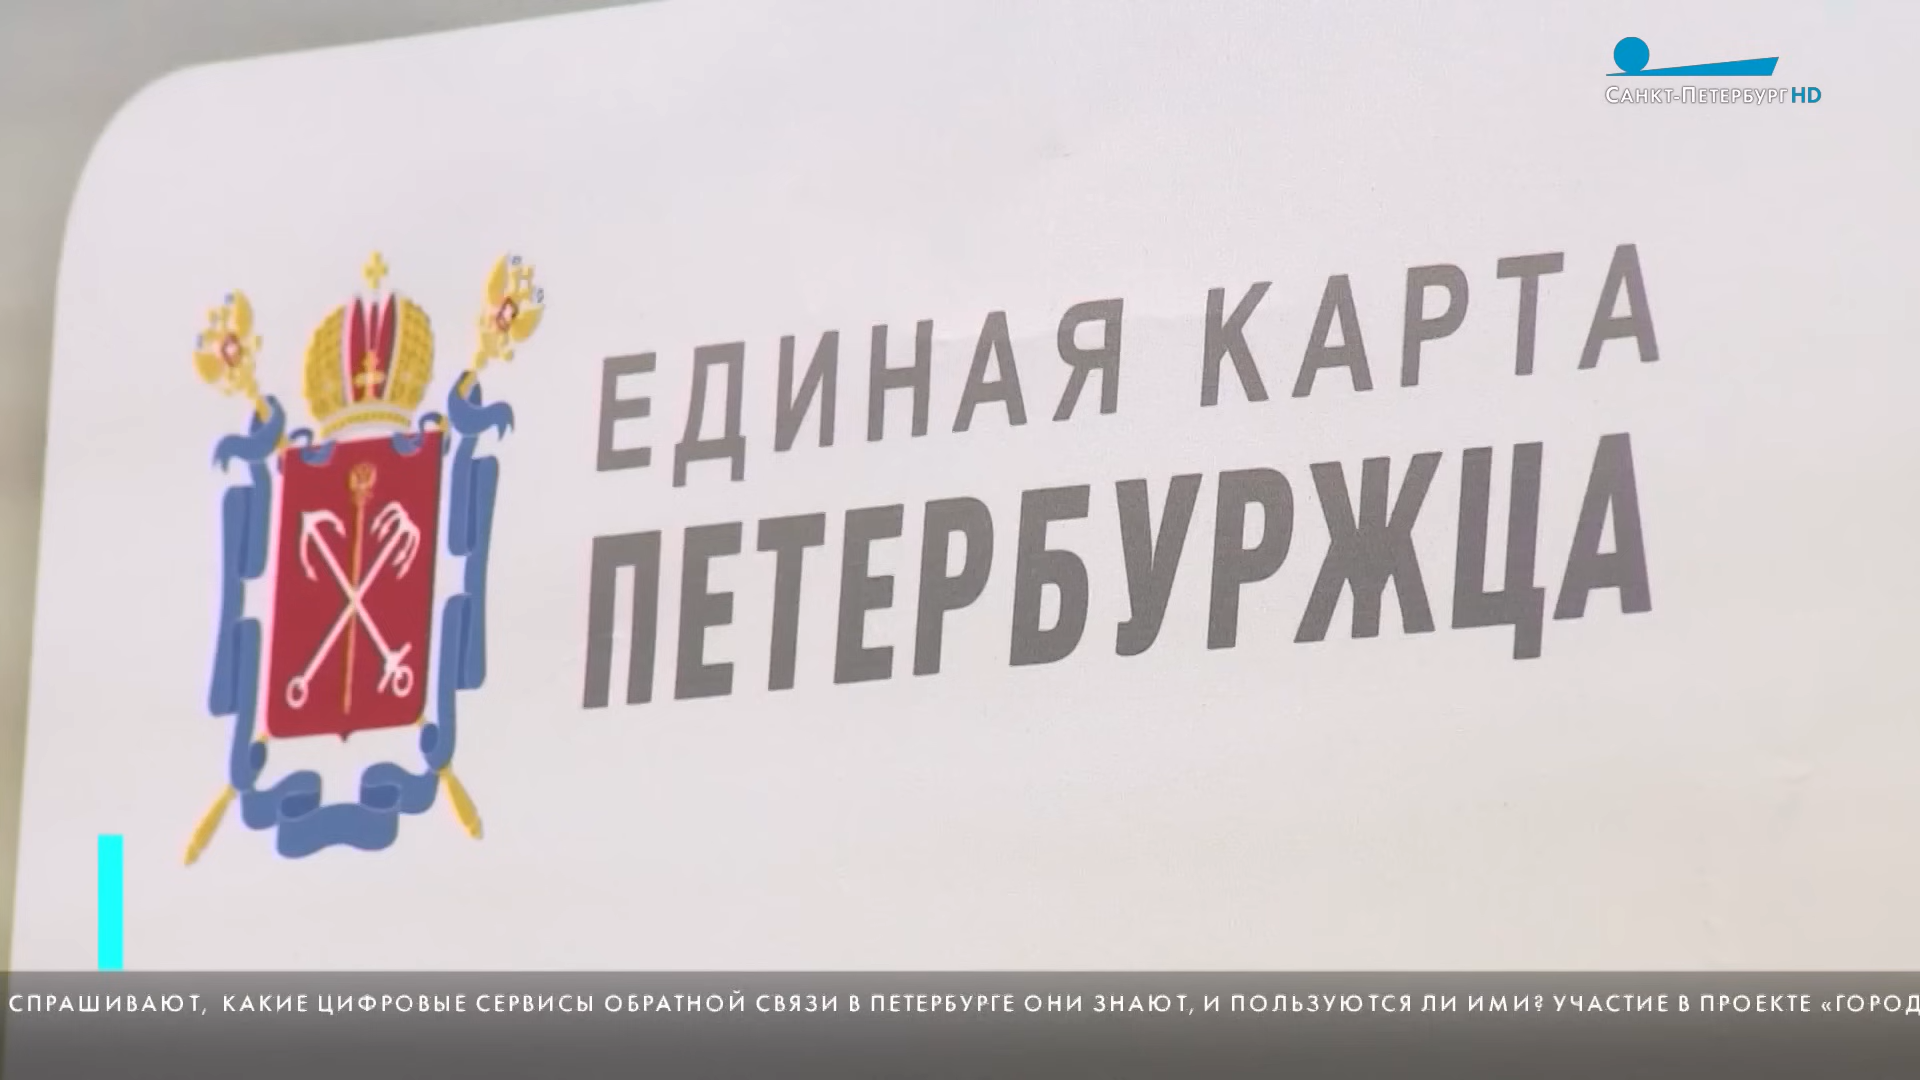 САНКТ-ПЕТЕРБУРГ HD
ЕДИНАЯ КАРТА
ПЕТЕРБУРЖЦА
СПРАШИВАЮТ, КАКИЕ ЦИФРОВЫЕ СЕРВИСЫ ОБРАТНОЙ СВЯЗИ В ПЕТЕРБУРГЕ ОНИ ЗНАЮТ, И ПОЛЬЗУЮТСЯ ЛИ ИМИ? УЧАСТИЕ В ПРОЕКТЕ «ГОРОД